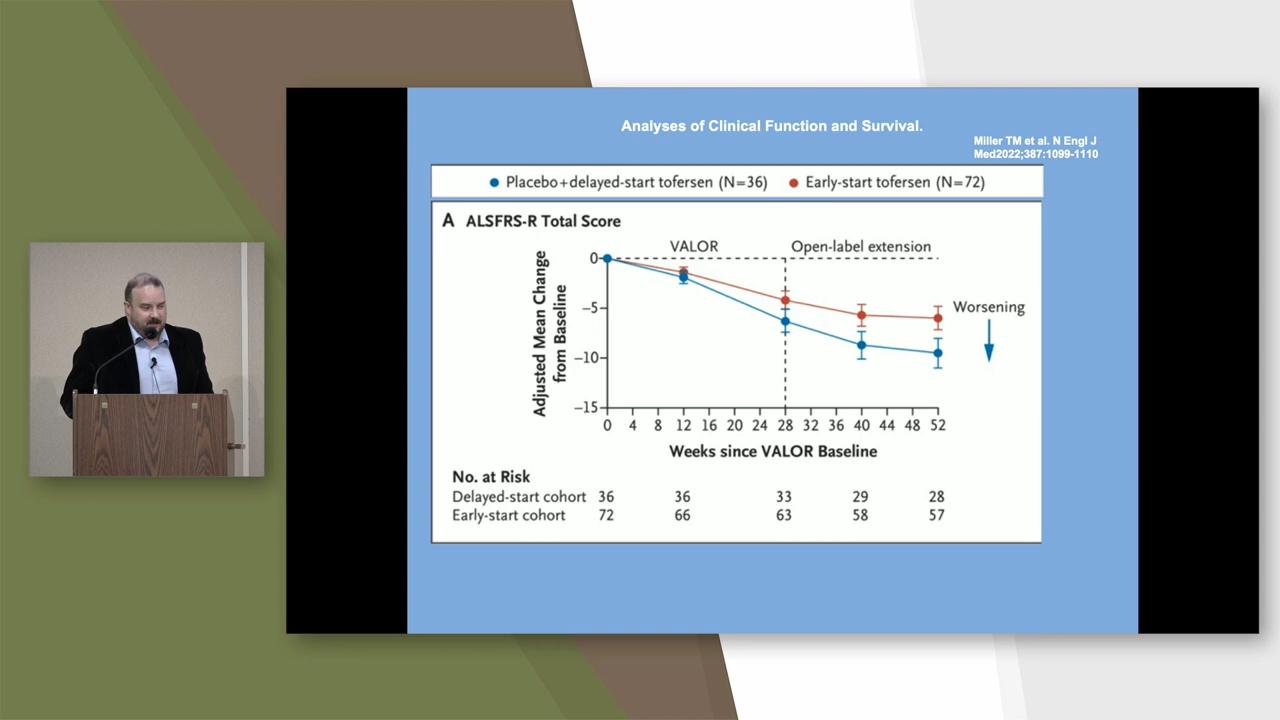 Analyses of Clinical Function and Survival.
Miller TM et al. N Engl J
Med2022;387:1099-1110
Placebo+delayed-start tofersen (N=36) Early-start tofersen (N=72)
A ALSFRS-R Total Score
VALOR Open-label extension
Adjusted Mean Change
from Baseline
0
−5
−10
−15
Worsening
0 4 8 12 16 20 24 28 32 36 40 44 48 52
Weeks since VALOR Baseline
No. at Risk
Delayed-start cohort 36 36 33 29 28
Early-start cohort 72 66 63 58 57